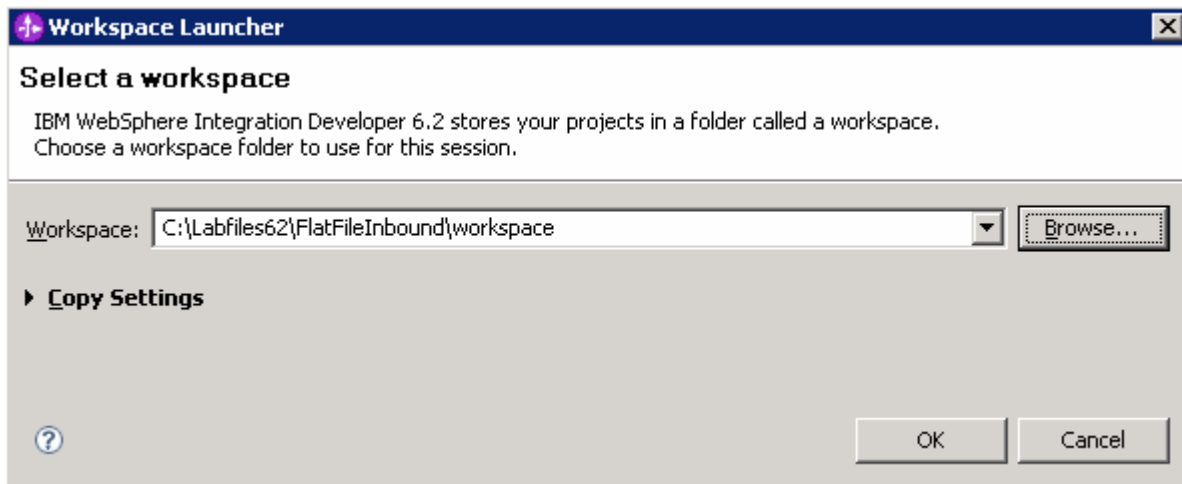 Workspace Launcher
Select a workspace
IBM WebSphere Integration Developer 6.2 stores your projects in a folder called a workspace.
Choose a workspace folder to use for this session.
Workspace: C:\Labfiles62\FlatFileInbound\workspace Browse...
Copy Settings
? OK Cancel